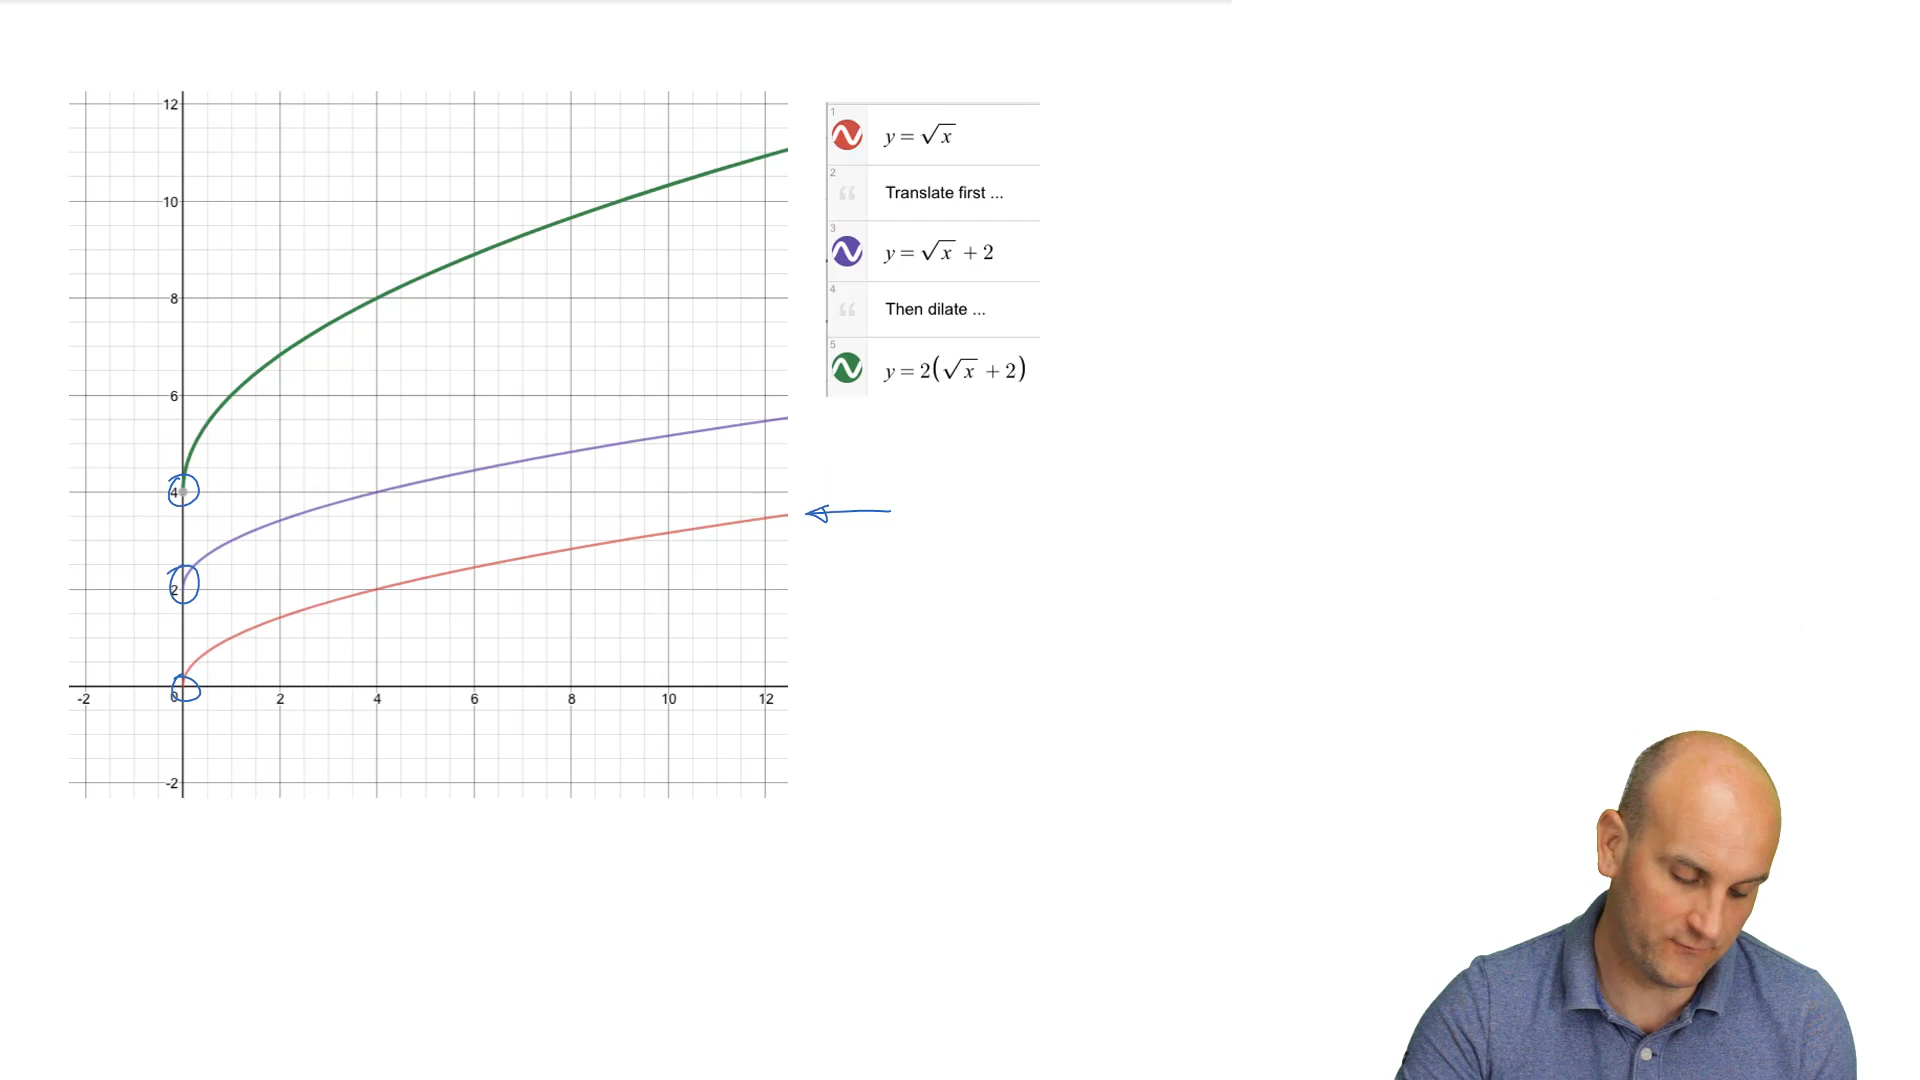 12
10
8
6
4
2
0
-2
-2 2 4 6 8 10 12
1
y = √x
2
“ Translate first ...
3
y = √x + 2
4
“ Then dilate ...
5
y = 2(√x + 2)